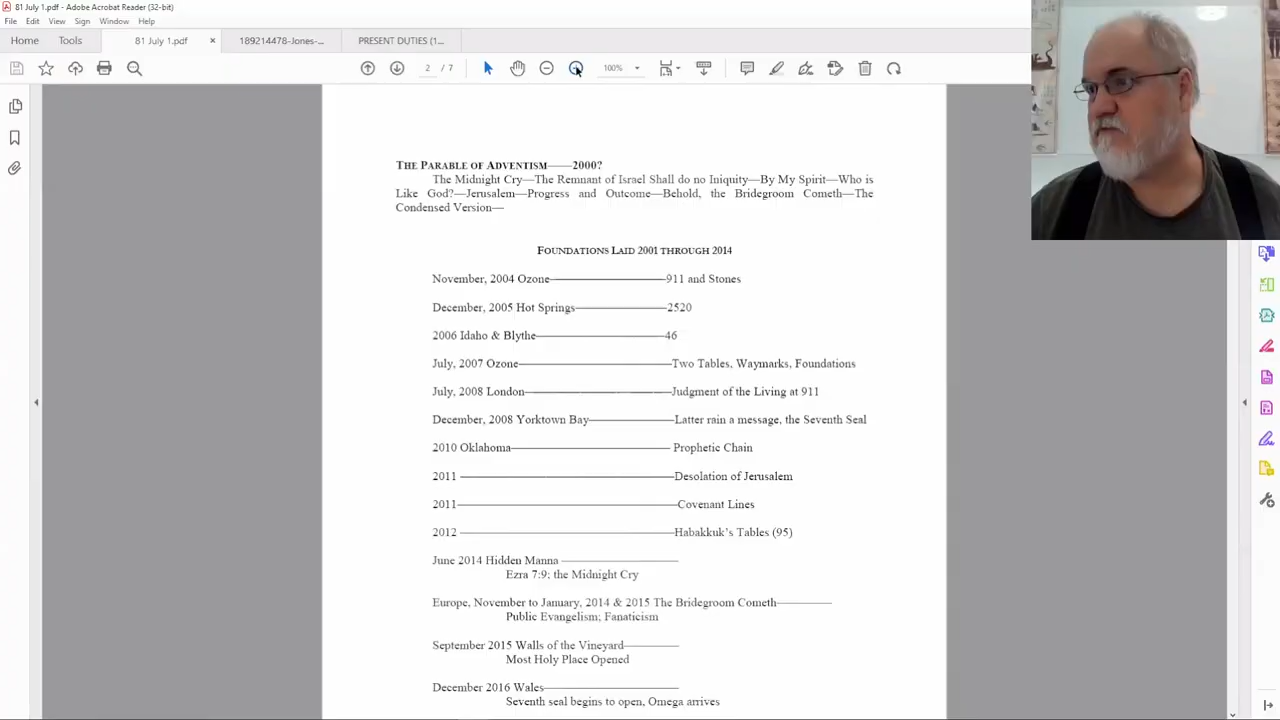 81 July 1.pdf - Adobe Acrobat Reader (32-bit)
File Edit View Sign Window Help
Home Tools 81 July 1.pdf × 189214478-Jones-... PRESENT DUTIES (1...
2 / 7 100%
THE PARABLE OF ADVENTISM——2000?
The Midnight Cry—The Remnant of Israel Shall do no Iniquity—By My Spirit—Who is
Like God?—Jerusalem—Progress and Outcome—Behold, the Bridegroom Cometh—The
Condensed Version—
FOUNDATIONS LAID 2001 THROUGH 2014
November, 2004 Ozone——————————911 and Stones
December, 2005 Hot Springs————————2520
2006 Idaho & Blythe———————————46
July, 2007 Ozone—————————————Two Tables, Waymarks, Foundations
July, 2008 London————————————Judgment of the Living at 911
December, 2008 Yorktown Bay———————Latter rain a message, the Seventh Seal
2010 Oklahoma————————————— Prophetic Chain
2011 ——————————————————Desolation of Jerusalem
2011——————————————————Covenant Lines
2012 ——————————————————Habakkuk's Tables (95)
June 2014 Hidden Manna ——————————
Ezra 7:9; the Midnight Cry
Europe, November to January, 2014 & 2015 The Bridegroom Cometh—————
Public Evangelism; Fanaticism
September 2015 Walls of the Vineyard—————
Most Holy Place Opened
December 2016 Wales————————————
Seventh seal begins to open, Omega arrives